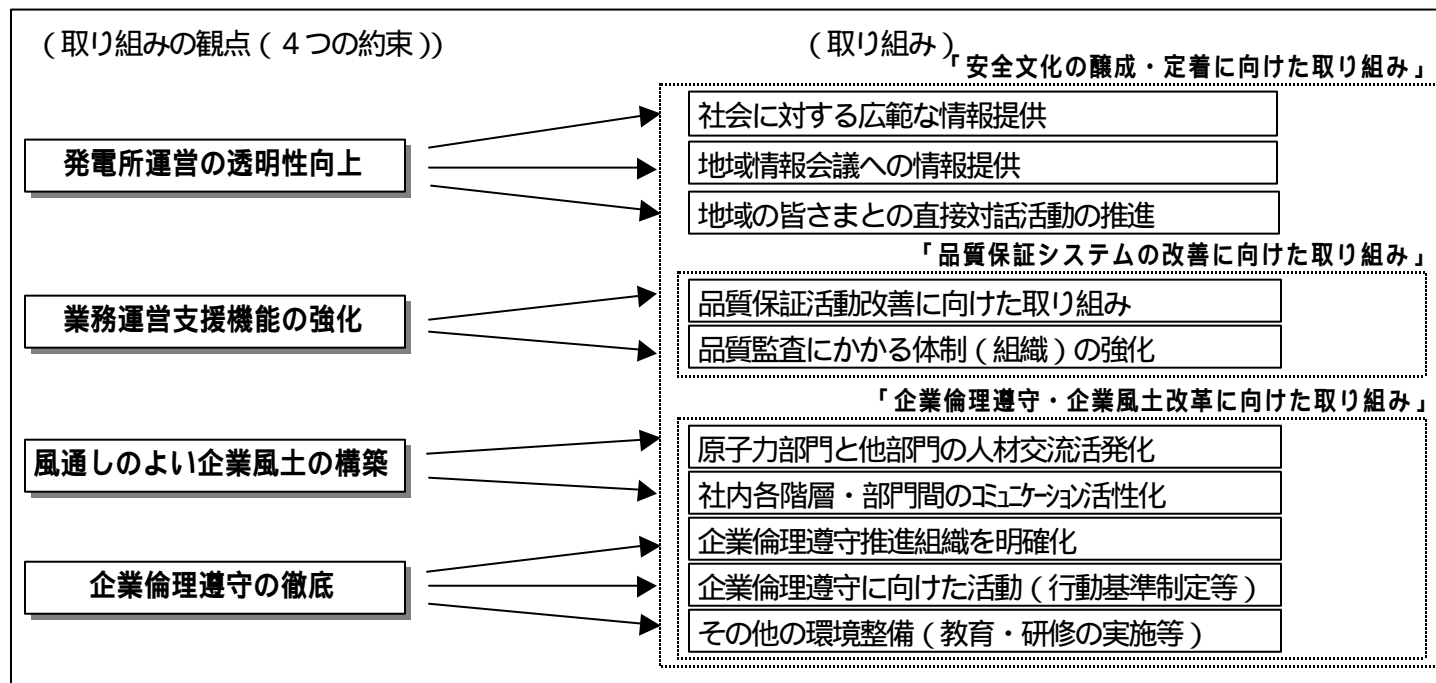 (取り組みの観点(4つの約束))
(取り組み)
「安全文化の醸成・定着に向けた取り組み」
発電所運営の透明性向上
社会に対する広範な情報提供
地域情報会議への情報提供
地域の皆さまとの直接対話活動の推進
「品質保証システムの改善に向けた取り組み」
業務運営支援機能の強化
品質保証活動改善に向けた取り組み
品質監査にかかる体制(組織)の強化
「企業倫理遵守・企業風土改革に向けた取り組み」
風通しのよい企業風土の構築
原子力部門と他部門の人材交流活発化
社内各階層・部門間のコミュニケーション活性化
企業倫理遵守の徹底
企業倫理遵守推進組織を明確化
企業倫理遵守に向けた活動(行動基準制定等)
その他の環境整備(教育・研修の実施等)